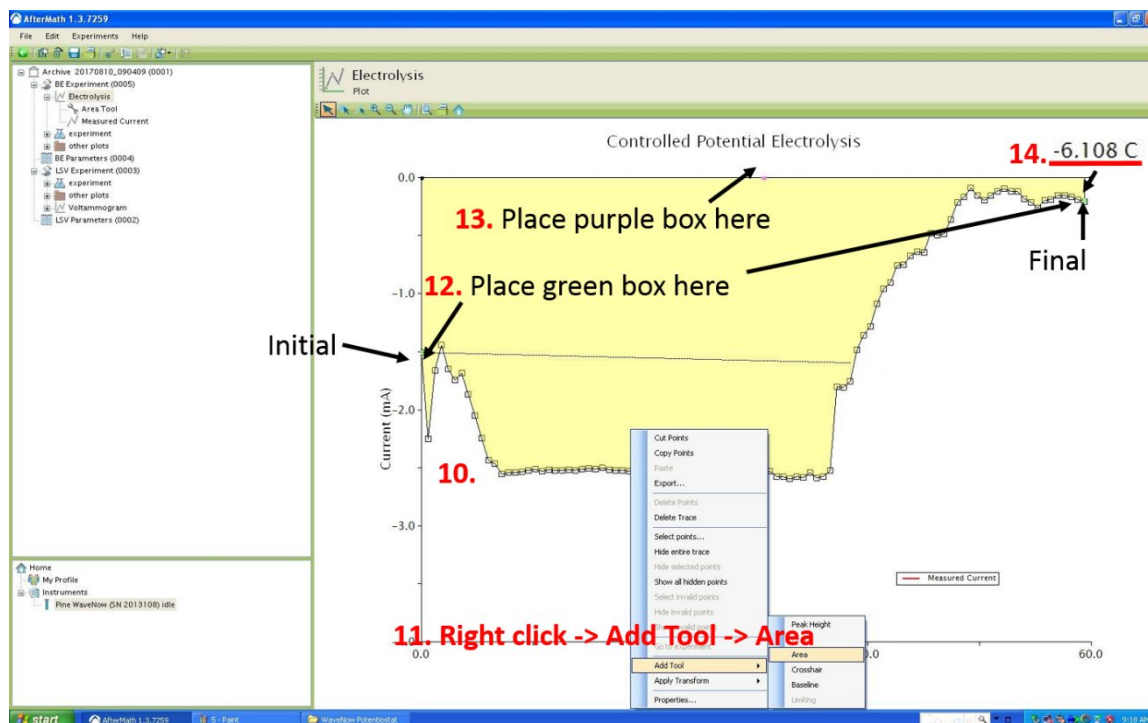 AfterMath 1.3.7259
File Edit Experiments Help
Archive 20170810_090409 (0001)
BE Experiment (0005)
Electrolysis
Area Tool
Measured Current
experiment
other plots
BE Parameters (0004)
LSV Experiment (0003)
experiment
other plots
Voltammogram
LSV Parameters (0002)
Home
My Profile
Instruments
Pine WaveNow (SN 2013108) idle
Electrolysis
Plot
Controlled Potential Electrolysis
14. -6.108 C
0.0
13. Place purple box here
Final
-1.0
12. Place green box here
Initial
-2.0
Current (mA)
10.
-3.0
Cut Points
Copy Points
Paste
Export...
Delete Points
Delete Trace
Select points...
Hide entire trace
Hide selected points
Show all hidden points
Select invalid points
Hide invalid points
Go to experiment
Add Tool
Apply Transform
Properties...
Measured Current
11. Right click -> Add Tool -> Area
Peak Height
Area
Crosshair
Baseline
Limiting
0.0
60.0
start AfterMath 1.3.7259 5 - Paint WaveNow Potentiostat